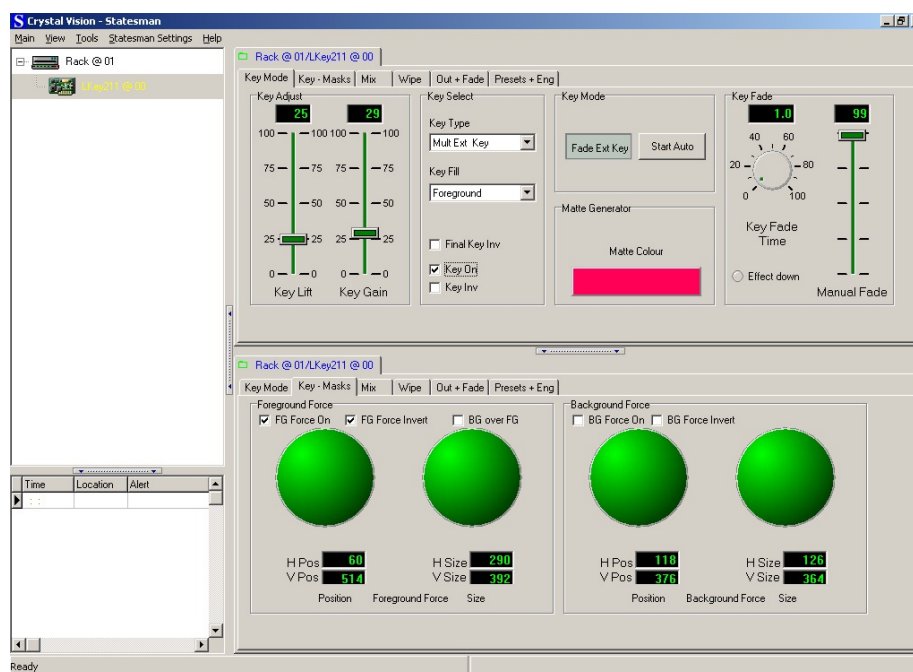 S Crystal Vision - Statesman
Main View Tools Statesman Settings Help
Rack @ 01
LKey211 @ 00
Rack @ 01/LKey211 @ 00
Key Mode Key - Masks Mix Wipe Out + Fade Presets + Eng
Key Adjust
25 29
100 100 100 100
75 75 75 75
50 50 50 50
25 25 25 25
0 0 0 0
Key Lift Key Gain
Key Select
Key Type
Mult Ext Key
Key Fill
Foreground
Final Key Inv
Key On
Key Inv
Key Mode
Fade Ext Key Start Auto
Matte Generator
Matte Colour
Key Fade
1.0 99
40 60
20 80
0 100
Key Fade
Time
Effect down
Manual Fade
Rack @ 01/LKey211 @ 00
Key Mode Key - Masks Mix Wipe Out + Fade Presets + Eng
Foreground Force
FG Force On FG Force Invert BG over FG
H Pos 60 H Size 290
V Pos 514 V Size 392
Position Foreground Force Size
Background Force
BG Force On BG Force Invert
H Pos 118 H Size 126
V Pos 376 V Size 364
Position Background Force Size
Time Location Alert
: :
Ready